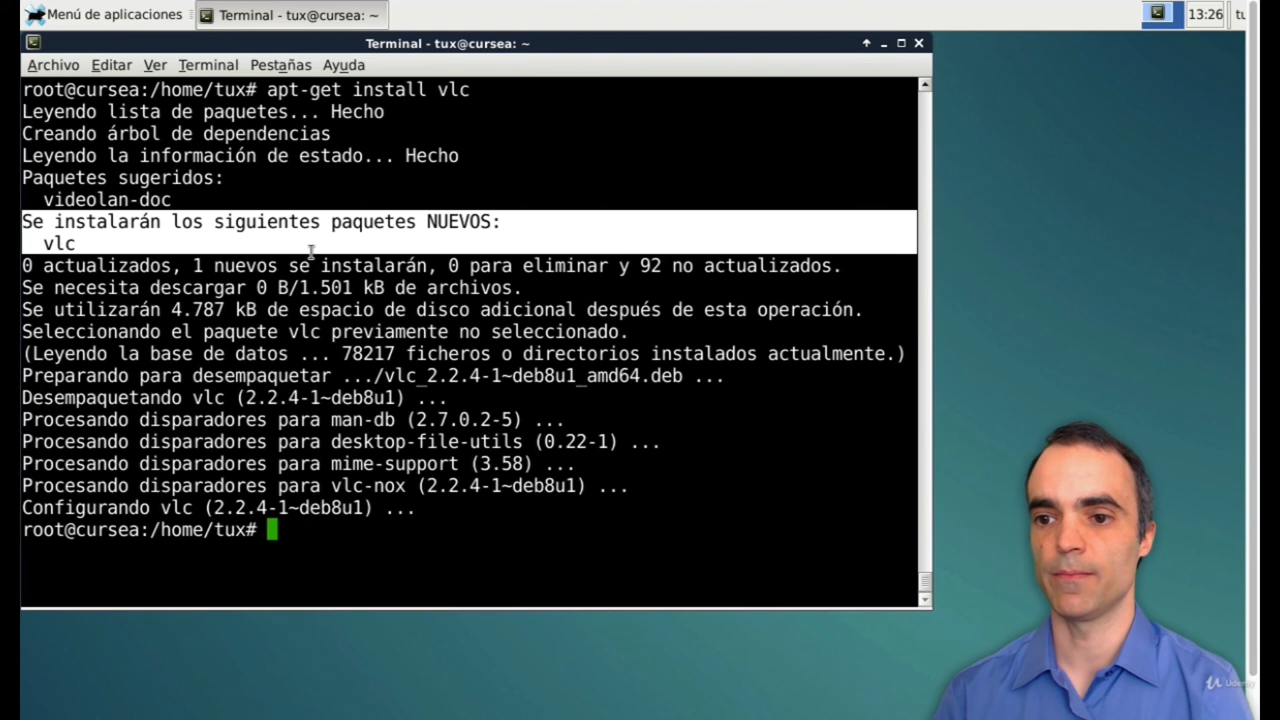 Menú de aplicaciones
Terminal - tux@cursea: ~
13:26
tu
Terminal - tux@cursea: ~
Archivo Editar Ver Terminal Pestañas Ayuda
root@cursea:/home/tux# apt-get install vlc
Leyendo lista de paquetes... Hecho
Creando árbol de dependencias
Leyendo la información de estado... Hecho
Paquetes sugeridos:
videolan-doc
Se instalarán los siguientes paquetes NUEVOS:
vlc
0 actualizados, 1 nuevos se instalarán, 0 para eliminar y 92 no actualizados.
Se necesita descargar 0 B/1.501 kB de archivos.
Se utilizarán 4.787 kB de espacio de disco adicional después de esta operación.
Seleccionando el paquete vlc previamente no seleccionado.
(Leyendo la base de datos ... 78217 ficheros o directorios instalados actualmente.)
Preparando para desempaquetar .../vlc_2.2.4-1~deb8u1_amd64.deb ...
Desempaquetando vlc (2.2.4-1~deb8u1) ...
Procesando disparadores para man-db (2.7.0.2-5) ...
Procesando disparadores para desktop-file-utils (0.22-1) ...
Procesando disparadores para mime-support (3.58) ...
Procesando disparadores para vlc-nox (2.2.4-1~deb8u1) ...
Configurando vlc (2.2.4-1~deb8u1) ...
root@cursea:/home/tux#
Udemy